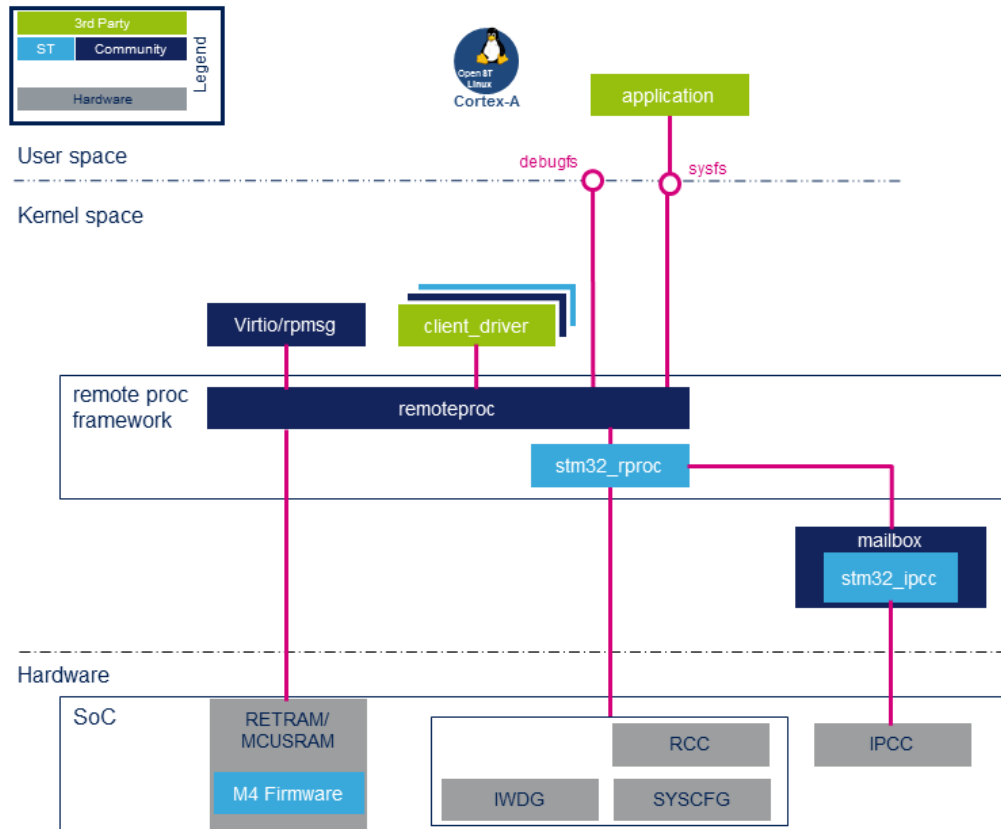 3rd Party
ST
Community
Hardware
Legend
Open ST
Linux
Cortex-A
application
User space
debugfs
sysfs
Kernel space
Virtio/rpmsg
client_driver
remote proc
framework
remoteproc
stm32_rproc
mailbox
stm32_ipcc
Hardware
SoC
RETRAM/
MCUSRAM
M4 Firmware
RCC
IWDG
SYSCFG
IPCC